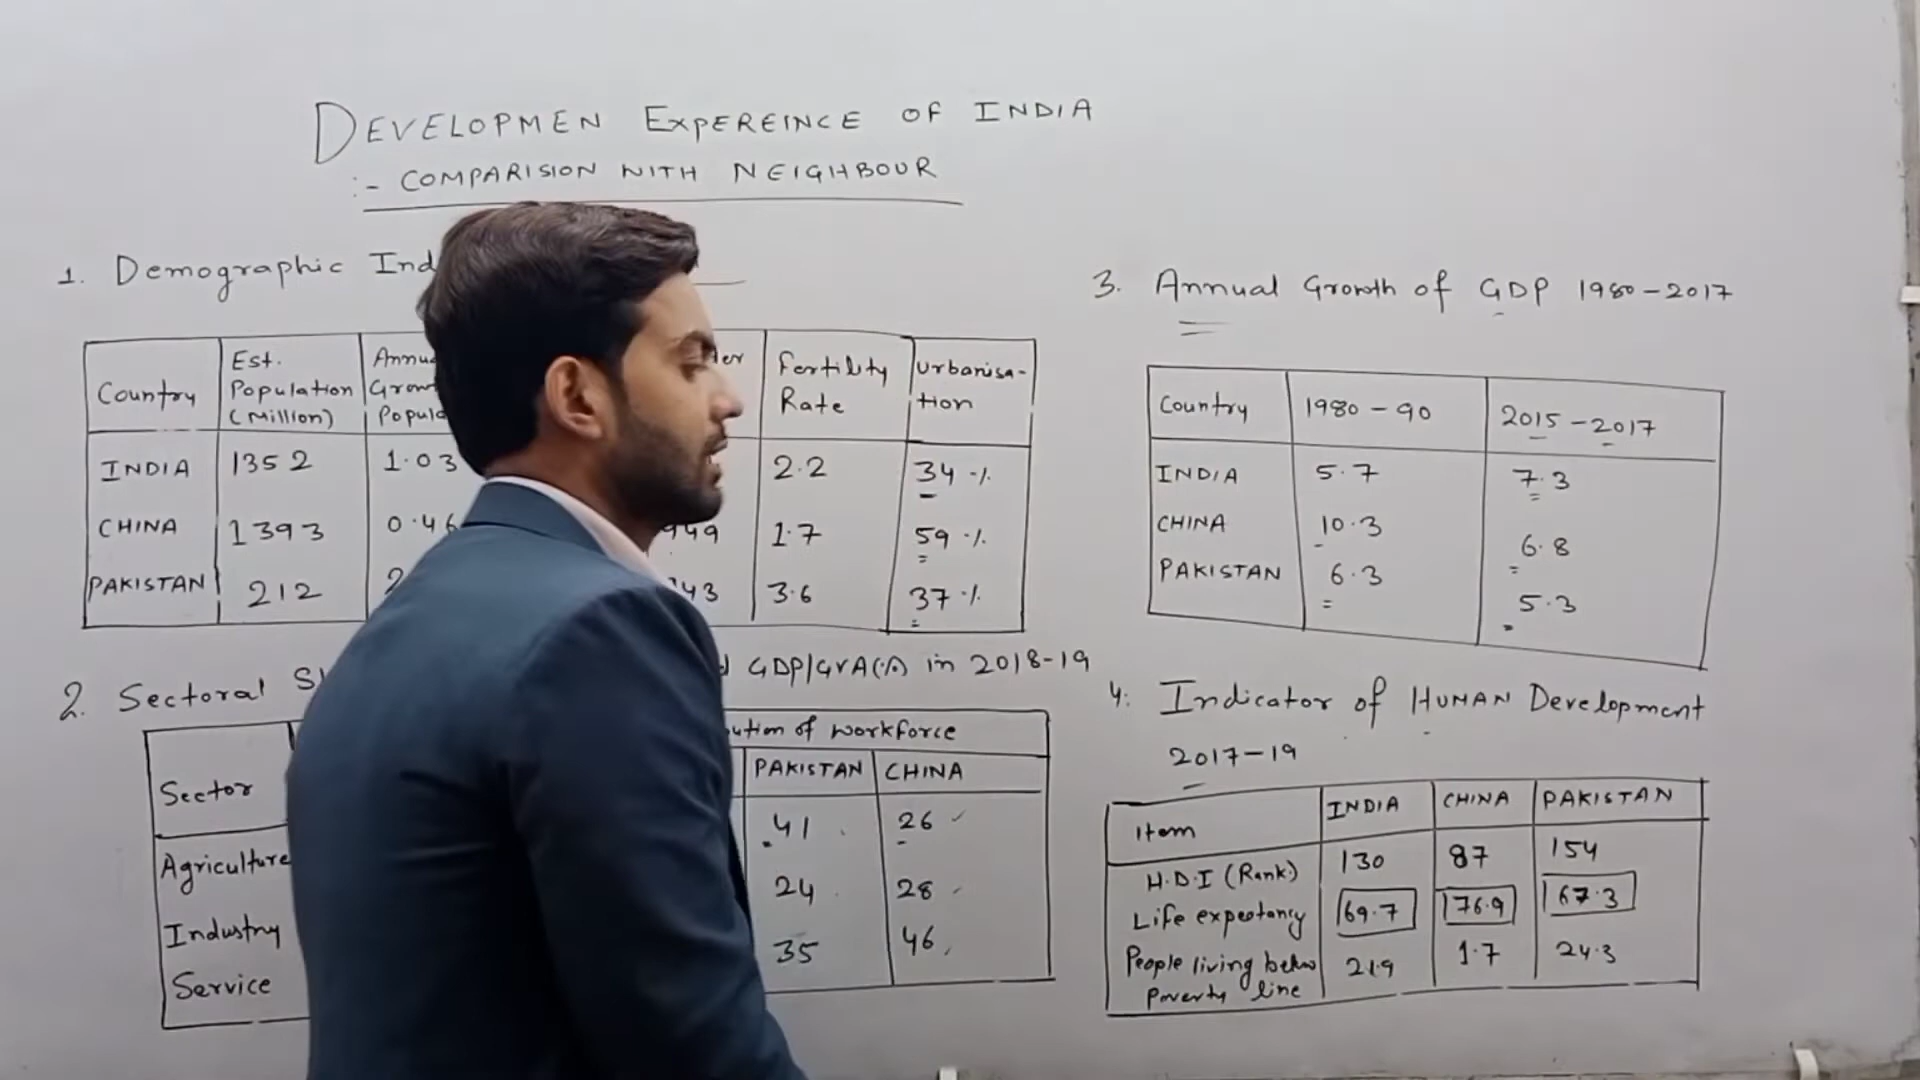 DEVELOPMEN EXPEREINCE OF INDIA
:- COMPARISION WITH NEIGHBOUR
1. Demographic
Country Est. Population (Million) Fertility Rate Urbanisa-tion
INDIA 1352 1.03 2.2 34 %
CHINA 1393 0.46 949 1.7 59 %
PAKISTAN 212 3.6 37 %
2. Sectoral GDP/GVA(%) in 2018-19
Sector of workforce
PAKISTAN CHINA
Agriculture 41 26
Industry 24 28
Service 35 46
3. Annual Growth of GDP 1980-2017
Country 1980-90 2015-2017
INDIA 5.7 7.3
CHINA 10.3 6.8
PAKISTAN 6.3 5.3
4. Indicator of HUMAN Development
2017-19
Item INDIA CHINA PAKISTAN
H.D.I (Rank) 130 87 154
Life expectancy 69.7 76.9 67.3
People living below poverty line 21.9 1.7 24.3